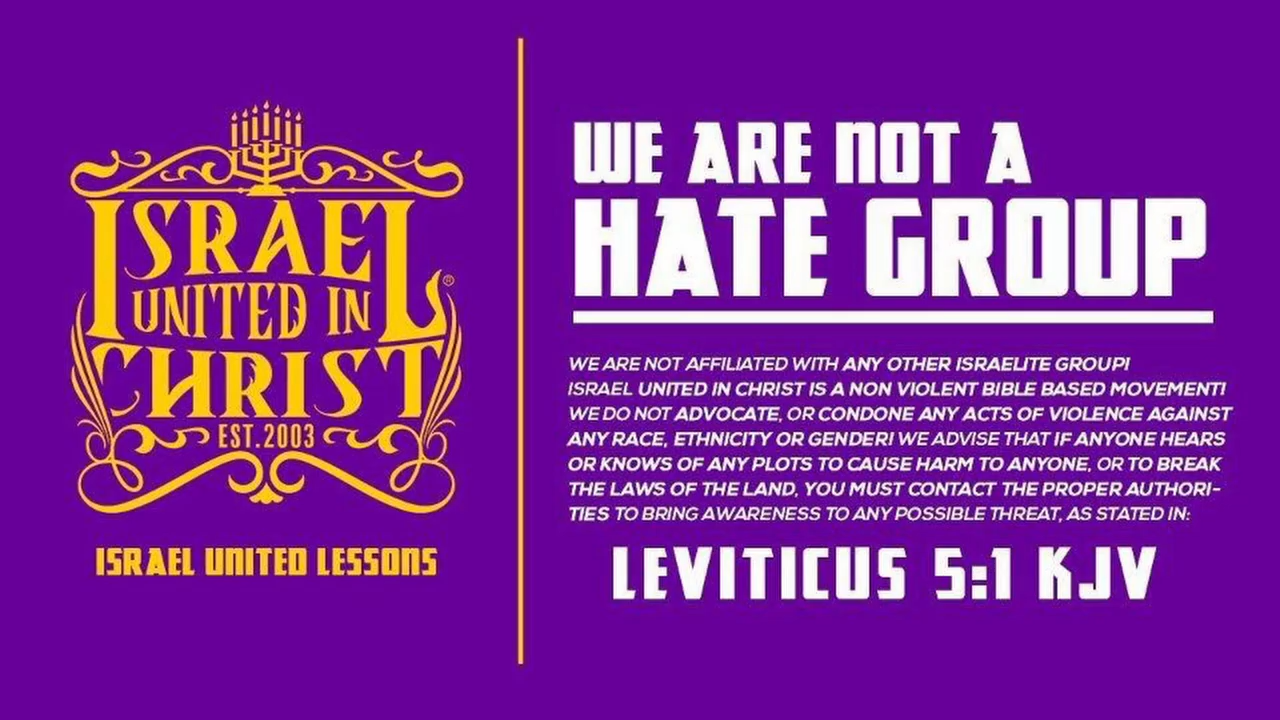 ISRAEL
UNITED IN
CHRIST
EST.2003
ISRAEL UNITED LESSONS
WE ARE NOT A
HATE GROUP
WE ARE NOT AFFILIATED WITH ANY OTHER ISRAELITE GROUP!
ISRAEL UNITED IN CHRIST IS A NON VIOLENT BIBLE BASED MOVEMENT!
WE DO NOT ADVOCATE, OR CONDONE ANY ACTS OF VIOLENCE AGAINST
ANY RACE, ETHNICITY OR GENDER! WE ADVISE THAT IF ANYONE HEARS
OR KNOWS OF ANY PLOTS TO CAUSE HARM TO ANYONE, OR TO BREAK
THE LAWS OF THE LAND, YOU MUST CONTACT THE PROPER AUTHORI-
TIES TO BRING AWARENESS TO ANY POSSIBLE THREAT, AS STATED IN:
LEVITICUS 5:1 KJV